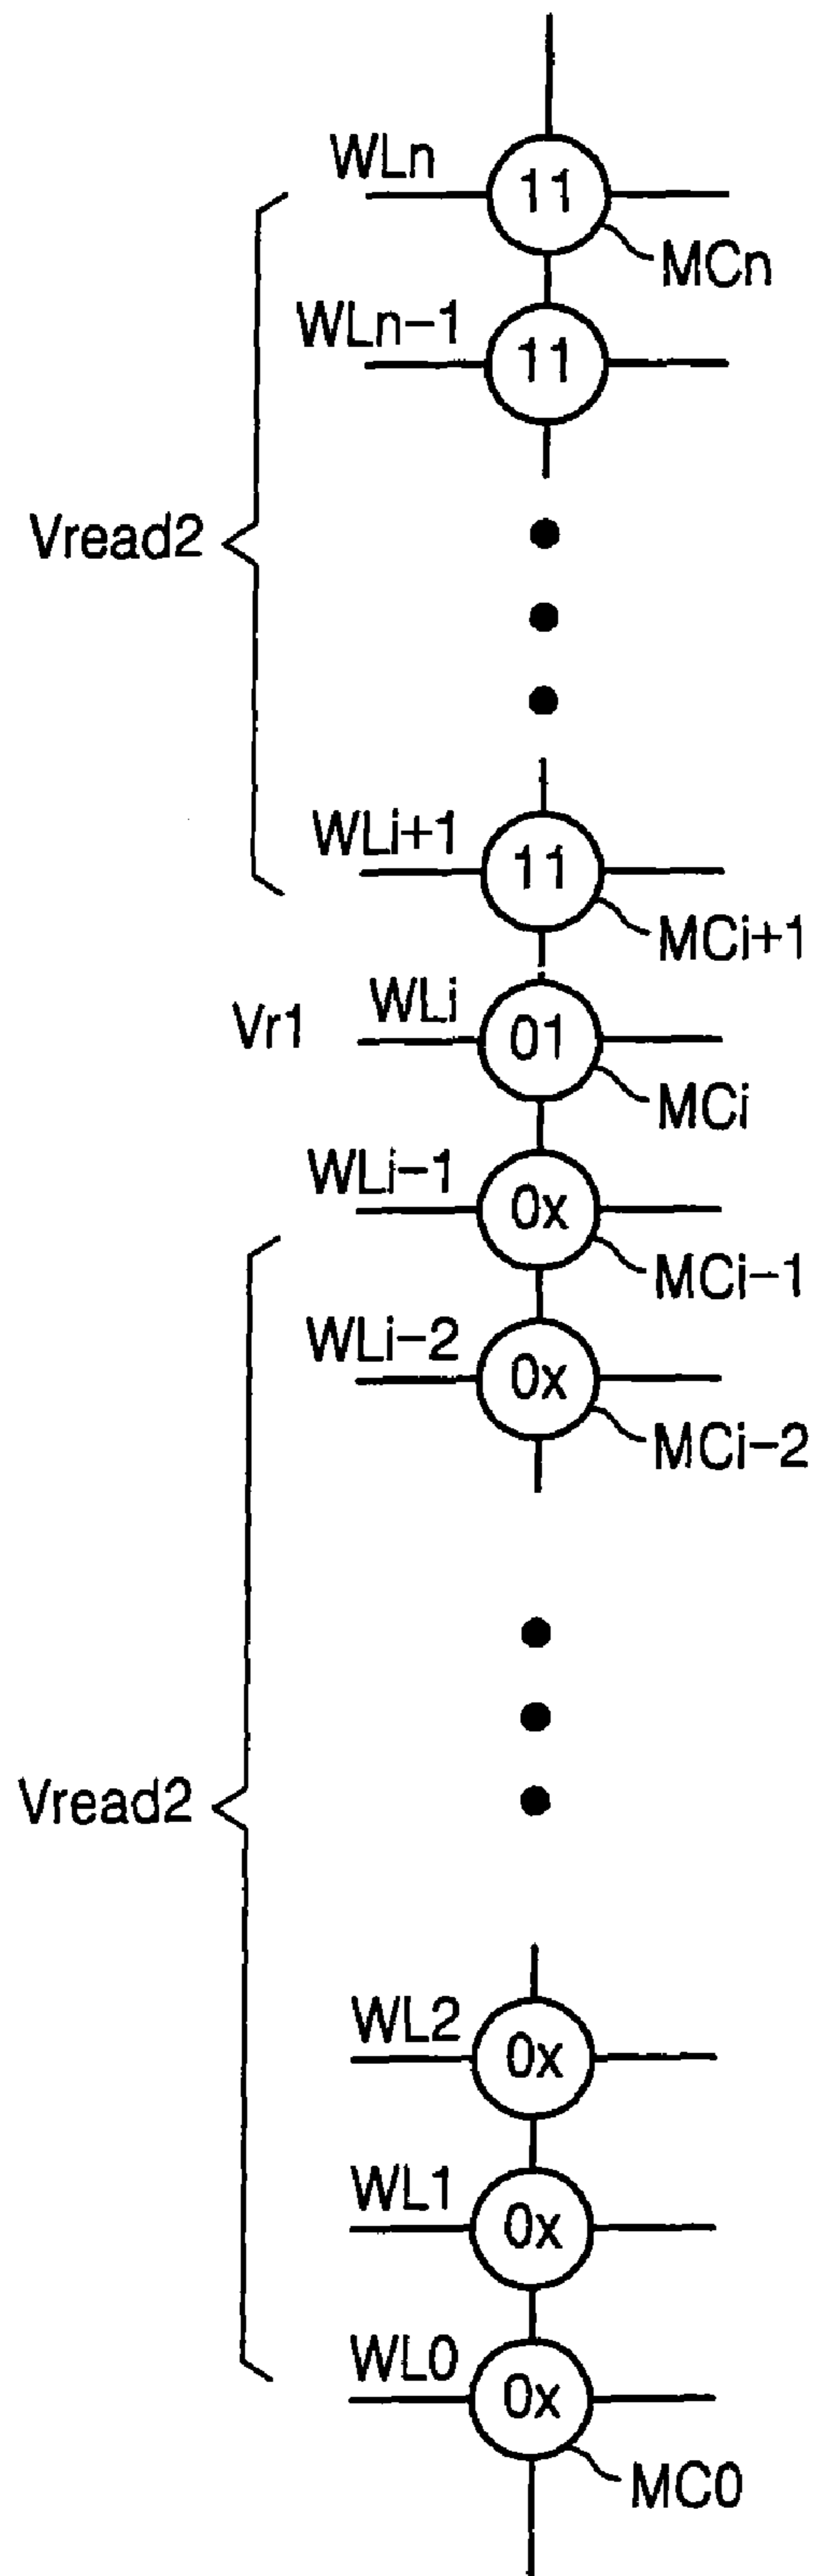 WLn
11
MCn
WLn-1
11
Vread2
WLi+1
11
MCi+1
Vr1
WLi
01
MCi
WLi-1
0x
MCi-1
WLi-2
0x
MCi-2
Vread2
WL2
0x
WL1
0x
WL0
0x
MC0